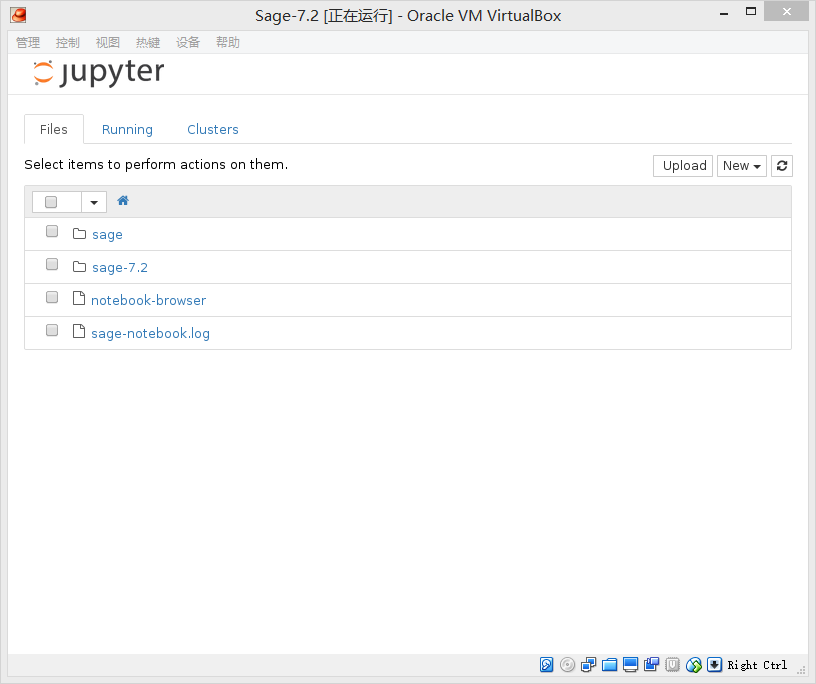 Sage-7.2 [正在运行] - Oracle VM VirtualBox
管理 控制 视图 热键 设备 帮助
jupyter
Files Running Clusters
Select items to perform actions on them. Upload New
sage
sage-7.2
notebook-browser
sage-notebook.log
Right Ctrl